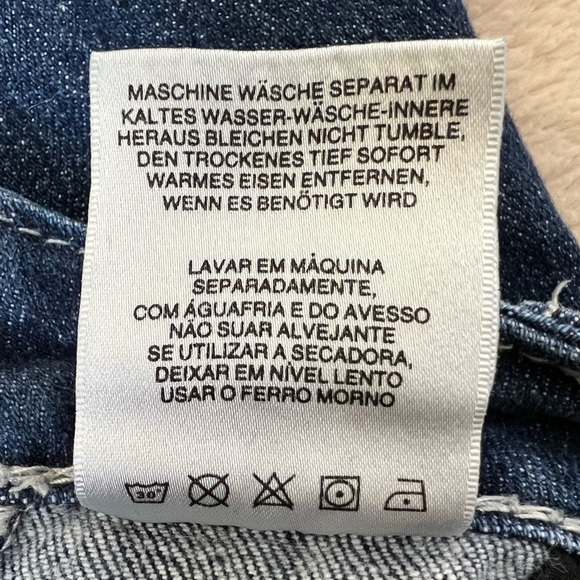 MASCHINE WÄSCHE SEPARAT IM
KALTES WASSER-WÄSCHE-INNERE
HERAUS BLEICHEN NICHT TUMBLE,
DEN TROCKENES TIEF SOFORT
WARMES EISEN ENTFERNEN,
WENN ES BENÖTIGT WIRD
LAVAR EM MÁQUINA
SEPARADAMENTE,
COM ÁGUAFRIA E DO AVESSO
NÃO SUAR ALVEJANTE
SE UTILIZAR A SECADORA,
DEIXAR EM NÍVEL LENTO
USAR O FERRO MORNO
30°